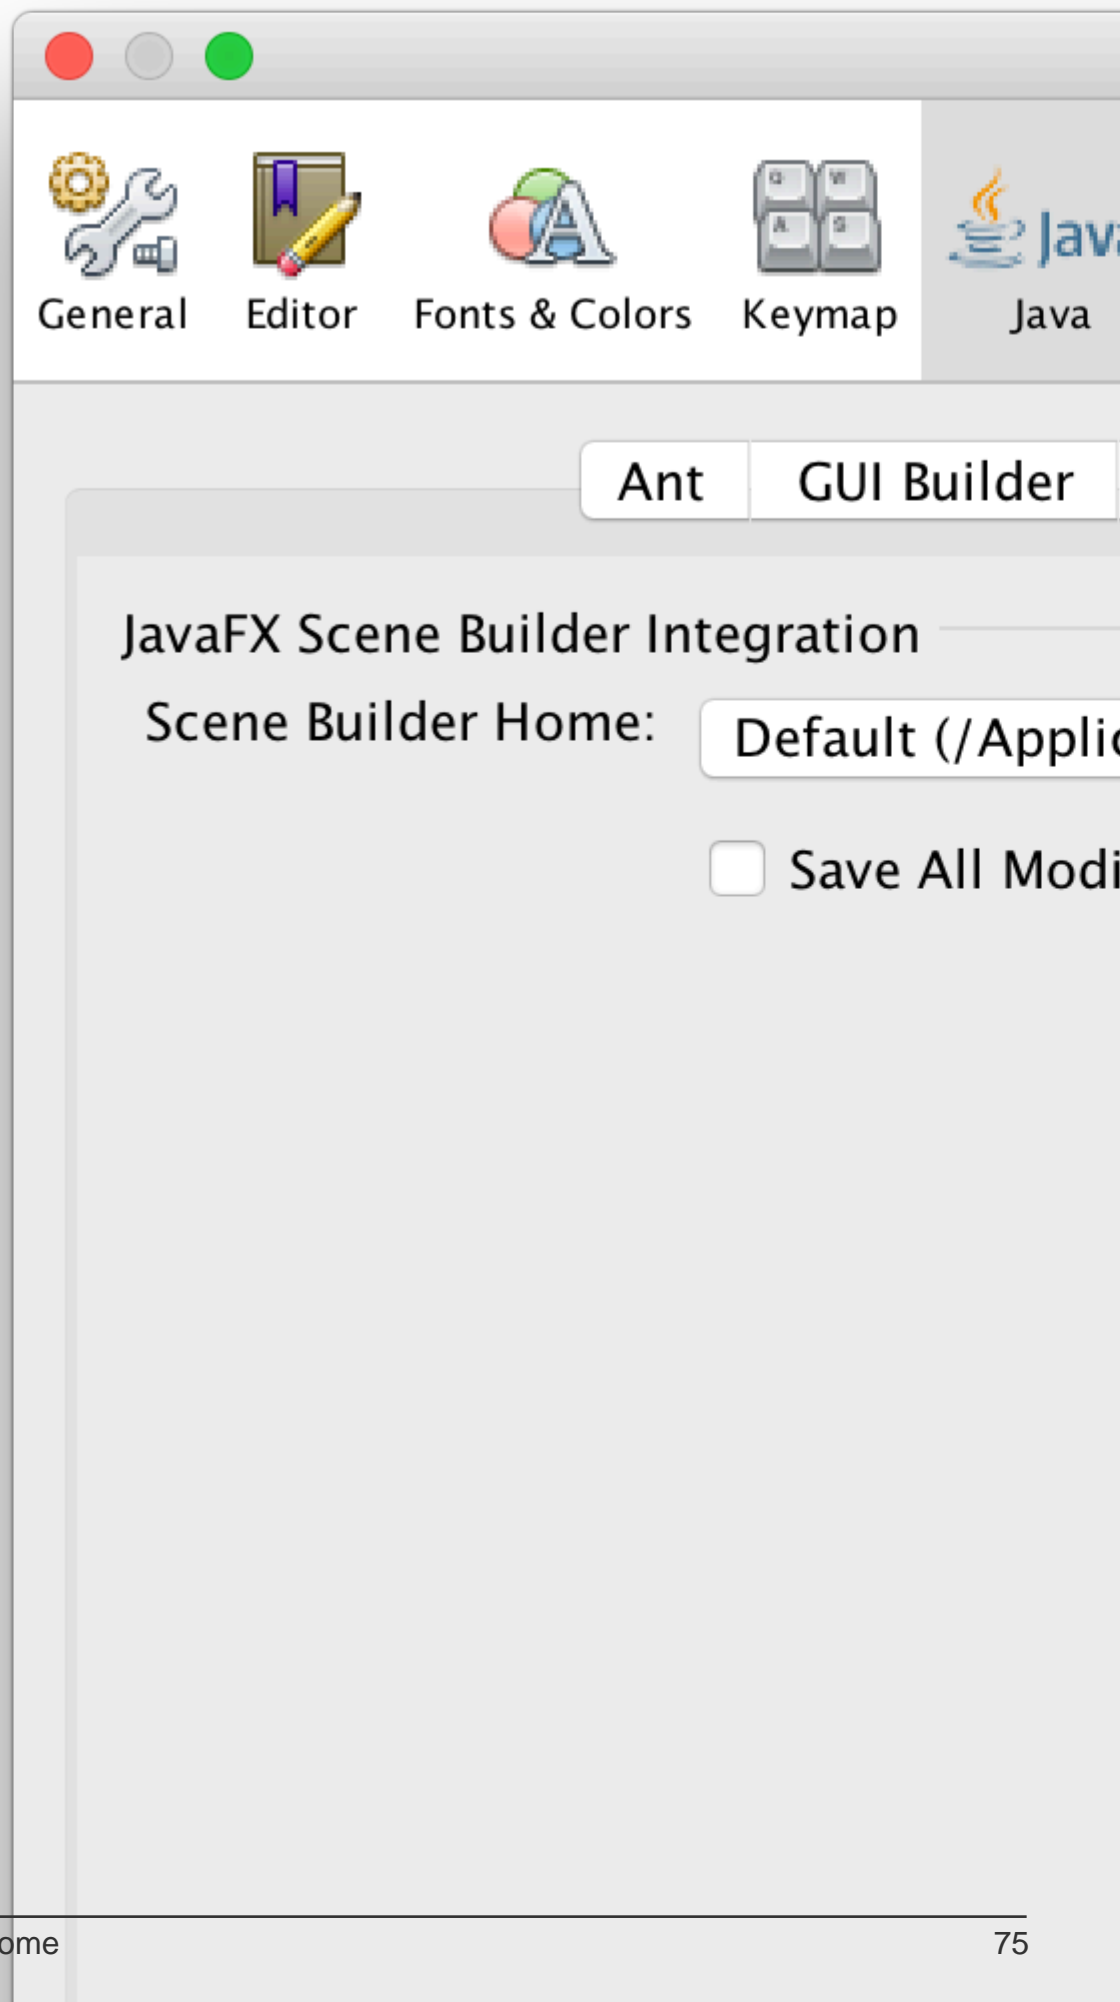 General Editor Fonts & Colors Keymap Java
Ant GUI Builder
JavaFX Scene Builder Integration
Scene Builder Home: Default (/Applic
Save All Modi
ome 75